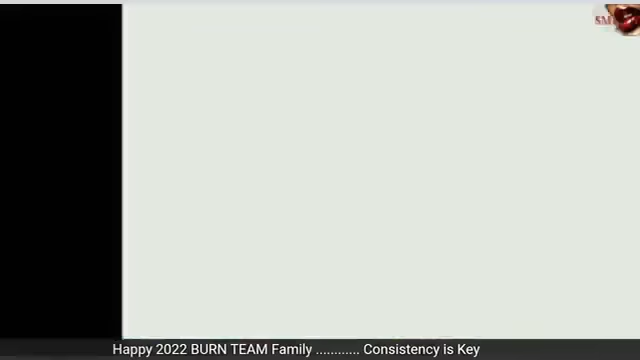 Happy 2022 BURN TEAM Family ............ Consistency is Key